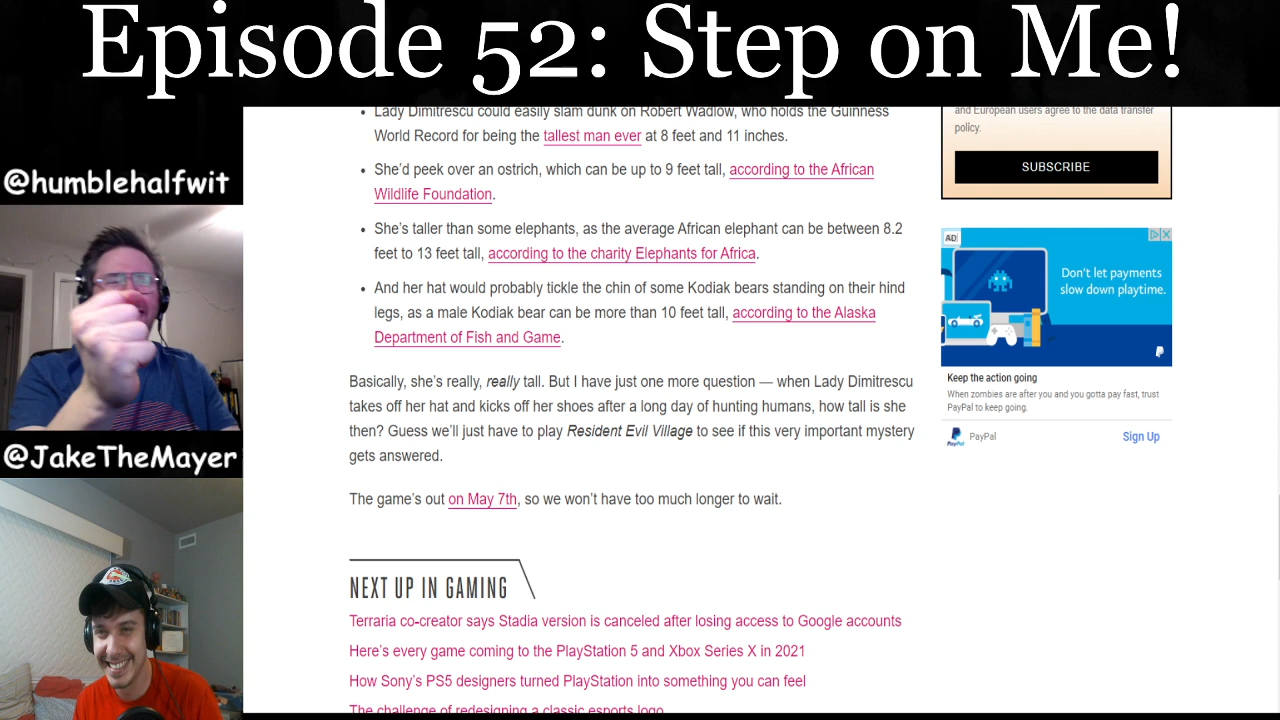 Episode 52: Step on Me!
@humblehalfwit
@JakeTheMayer
Lady Dimitrescu could easily slam dunk on Robert Wadlow, who holds the Guinness
World Record for being the tallest man ever at 8 feet and 11 inches.
She'd peek over an ostrich, which can be up to 9 feet tall, according to the African
Wildlife Foundation.
She's taller than some elephants, as the average African elephant can be between 8.2
feet to 13 feet tall, according to the charity Elephants for Africa.
And her hat would probably tickle the chin of some Kodiak bears standing on their hind
legs, as a male Kodiak bear can be more than 10 feet tall, according to the Alaska
Department of Fish and Game.
Basically, she's really, really tall. But I have just one more question — when Lady Dimitrescu
takes off her hat and kicks off her shoes after a long day of hunting humans, how tall is she
then? Guess we'll just have to play Resident Evil Village to see if this very important mystery
gets answered.
The game's out on May 7th, so we won't have too much longer to wait.
NEXT UP IN GAMING
Terraria co-creator says Stadia version is canceled after losing access to Google accounts
Here's every game coming to the PlayStation 5 and Xbox Series X in 2021
How Sony's PS5 designers turned PlayStation into something you can feel
The challenge of redesigning a classic esports logo
and European users agree to the data transfer
policy.
SUBSCRIBE
AD
Don't let payments
slow down playtime.
Keep the action going
When zombies are after you and you gotta pay fast, trust
PayPal to keep going.
PayPal
Sign Up